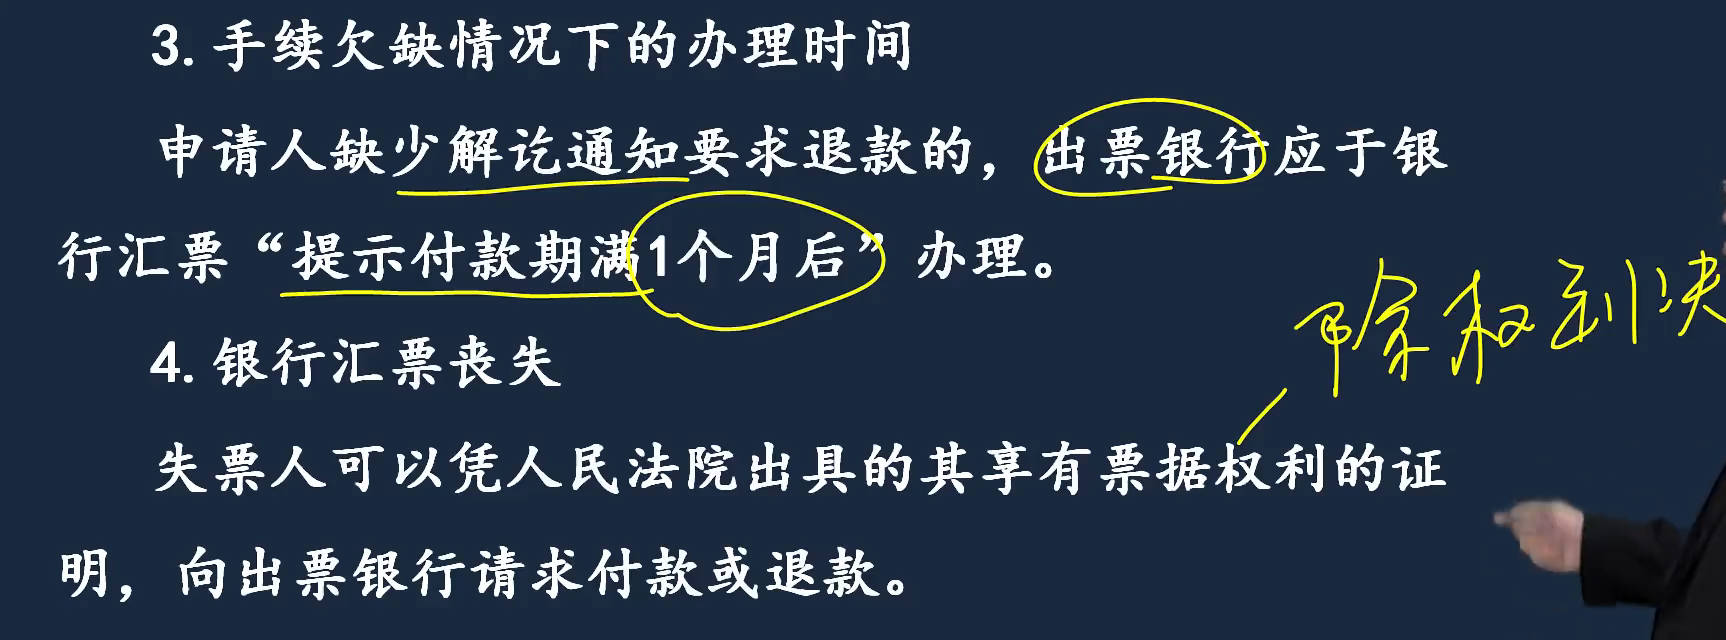 3. 手续欠缺情况下的办理时间
申请人缺少解讫通知要求退款的，出票银行应于银
行汇票“提示付款期满1个月后”办理。
除权判决
4. 银行汇票丧失
失票人可以凭人民法院出具的其享有票据权利的证
明，向出票银行请求付款或退款。